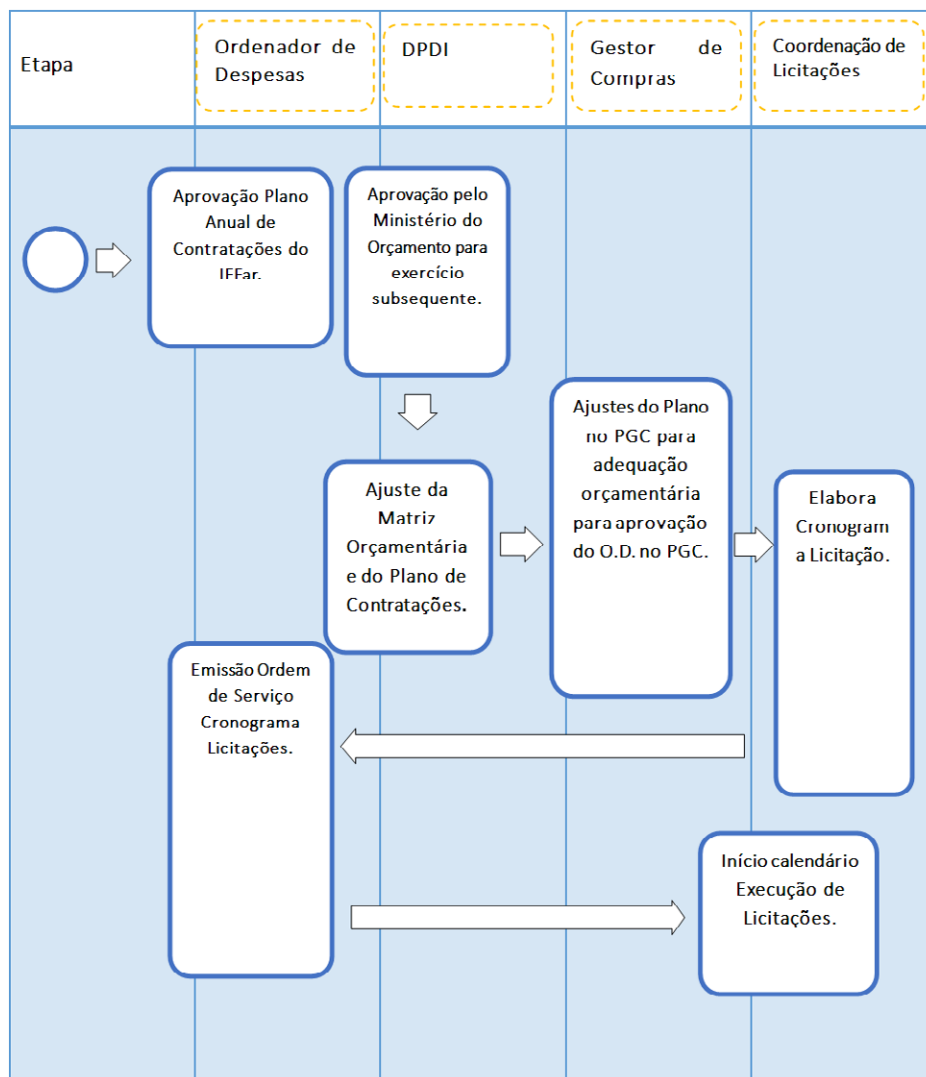 Etapa
Ordenador de
Despesas
DPDI
Gestor de
Compras
Coordenação de
Licitações
Aprovação Plano
Anual de
Contratações do
IFFar.
Aprovação pelo
Ministério do
Orçamento para
exercício
subsequente.
Ajuste da
Matriz
Orçamentária
e do Plano de
Contratações.
Ajustes do Plano
no PGC para
adequação
orçamentária
para aprovação
do O.D. no PGC.
Elabora
Cronogram
a Licitação.
Emissão Ordem
de Serviço
Cronograma
Licitações.
Início calendário
Execução de
Licitações.